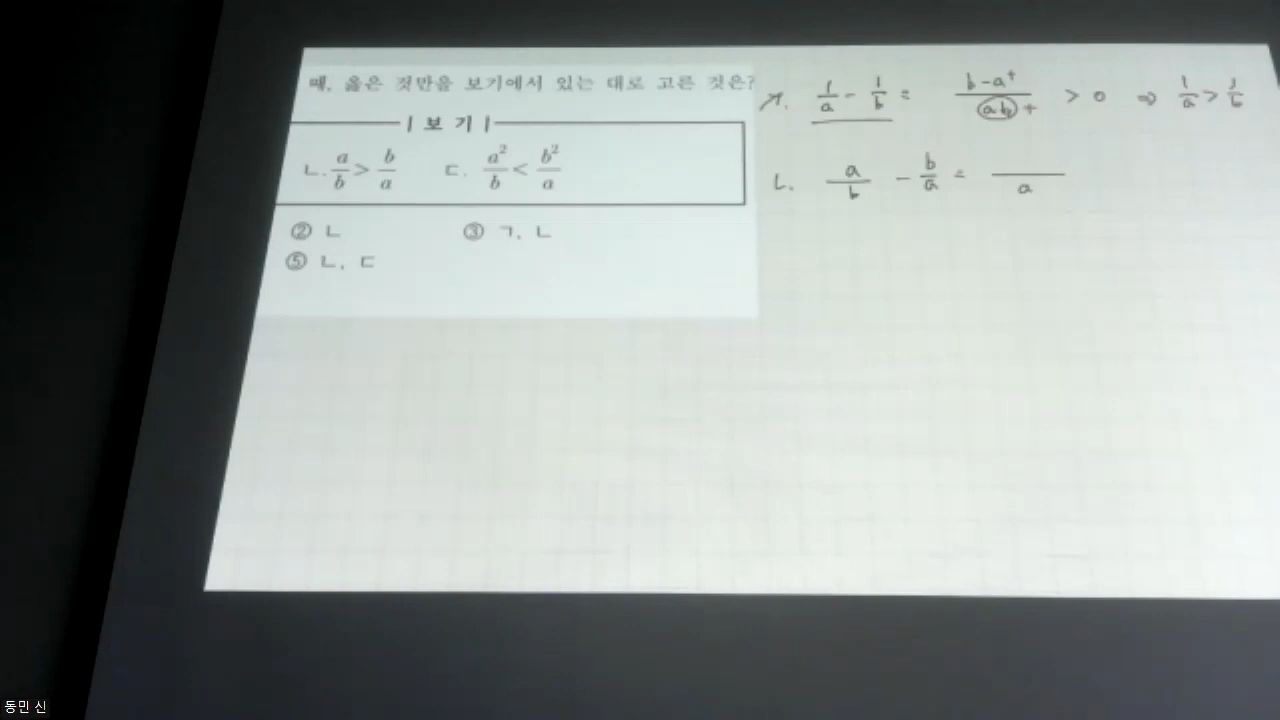 때, 옳은 것만을 보기에서 있는 대로 고른 것은?
| 보 기 |
ㄴ. a/b > b/a ㄷ. a²/b < b²/a
② ㄴ ③ ㄱ, ㄴ
⑤ ㄴ, ㄷ
ㄱ. 1/a - 1/b = (b-a⁺)/(ab)+ > 0 ⇒ 1/a > 1/b
ㄴ. a/b - b/a = /a
동민 신